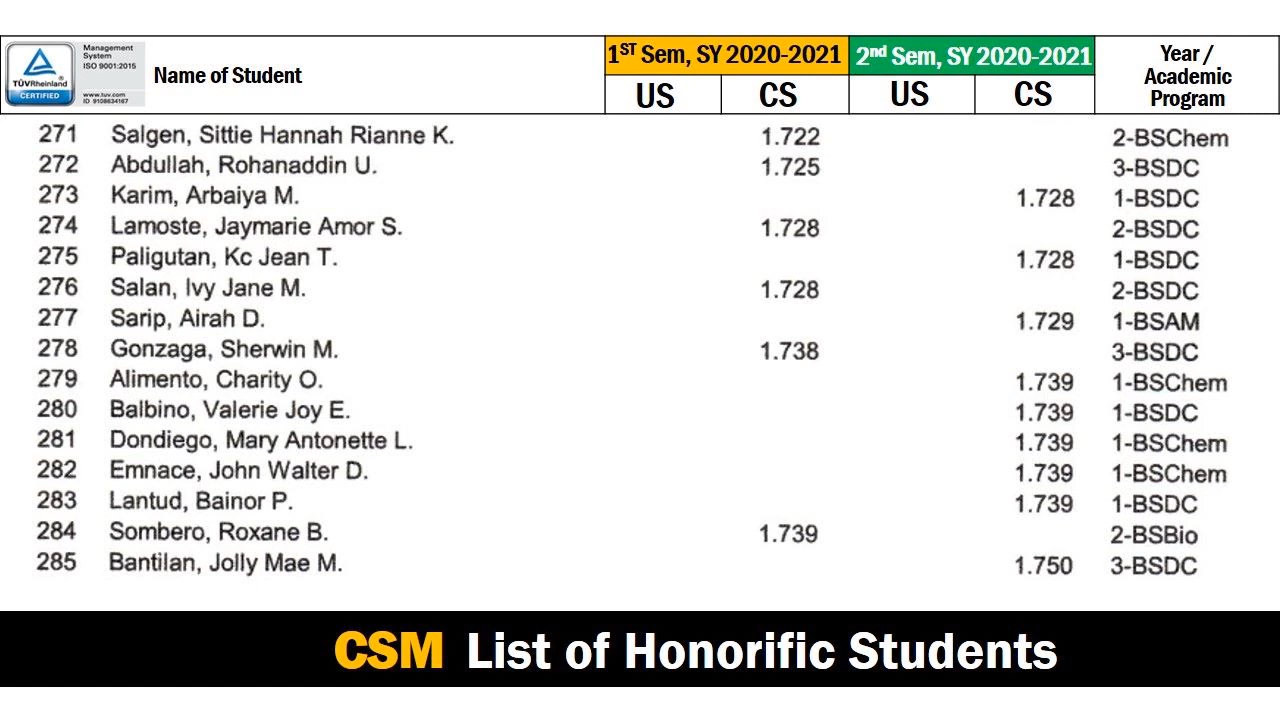 Management
System
ISO 9001:2015
TÜVRheinland®
CERTIFIED
www.tuv.com
ID 9108634167
Name of Student
1ST Sem, SY 2020-2021
2nd Sem, SY 2020-2021
Year /
Academic
Program
US CS US CS
271 Salgen, Sittie Hannah Rianne K. 1.722 2-BSChem
272 Abdullah, Rohanaddin U. 1.725 3-BSDC
273 Karim, Arbaiya M. 1.728 1-BSDC
274 Lamoste, Jaymarie Amor S. 1.728 2-BSDC
275 Paligutan, Kc Jean T. 1.728 1-BSDC
276 Salan, Ivy Jane M. 1.728 2-BSDC
277 Sarip, Airah D. 1.729 1-BSAM
278 Gonzaga, Sherwin M. 1.738 3-BSDC
279 Alimento, Charity O. 1.739 1-BSChem
280 Balbino, Valerie Joy E. 1.739 1-BSDC
281 Dondiego, Mary Antonette L. 1.739 1-BSChem
282 Emnace, John Walter D. 1.739 1-BSChem
283 Lantud, Bainor P. 1.739 1-BSDC
284 Sombero, Roxane B. 1.739 2-BSBio
285 Bantilan, Jolly Mae M. 1.750 3-BSDC
CSM List of Honorific Students